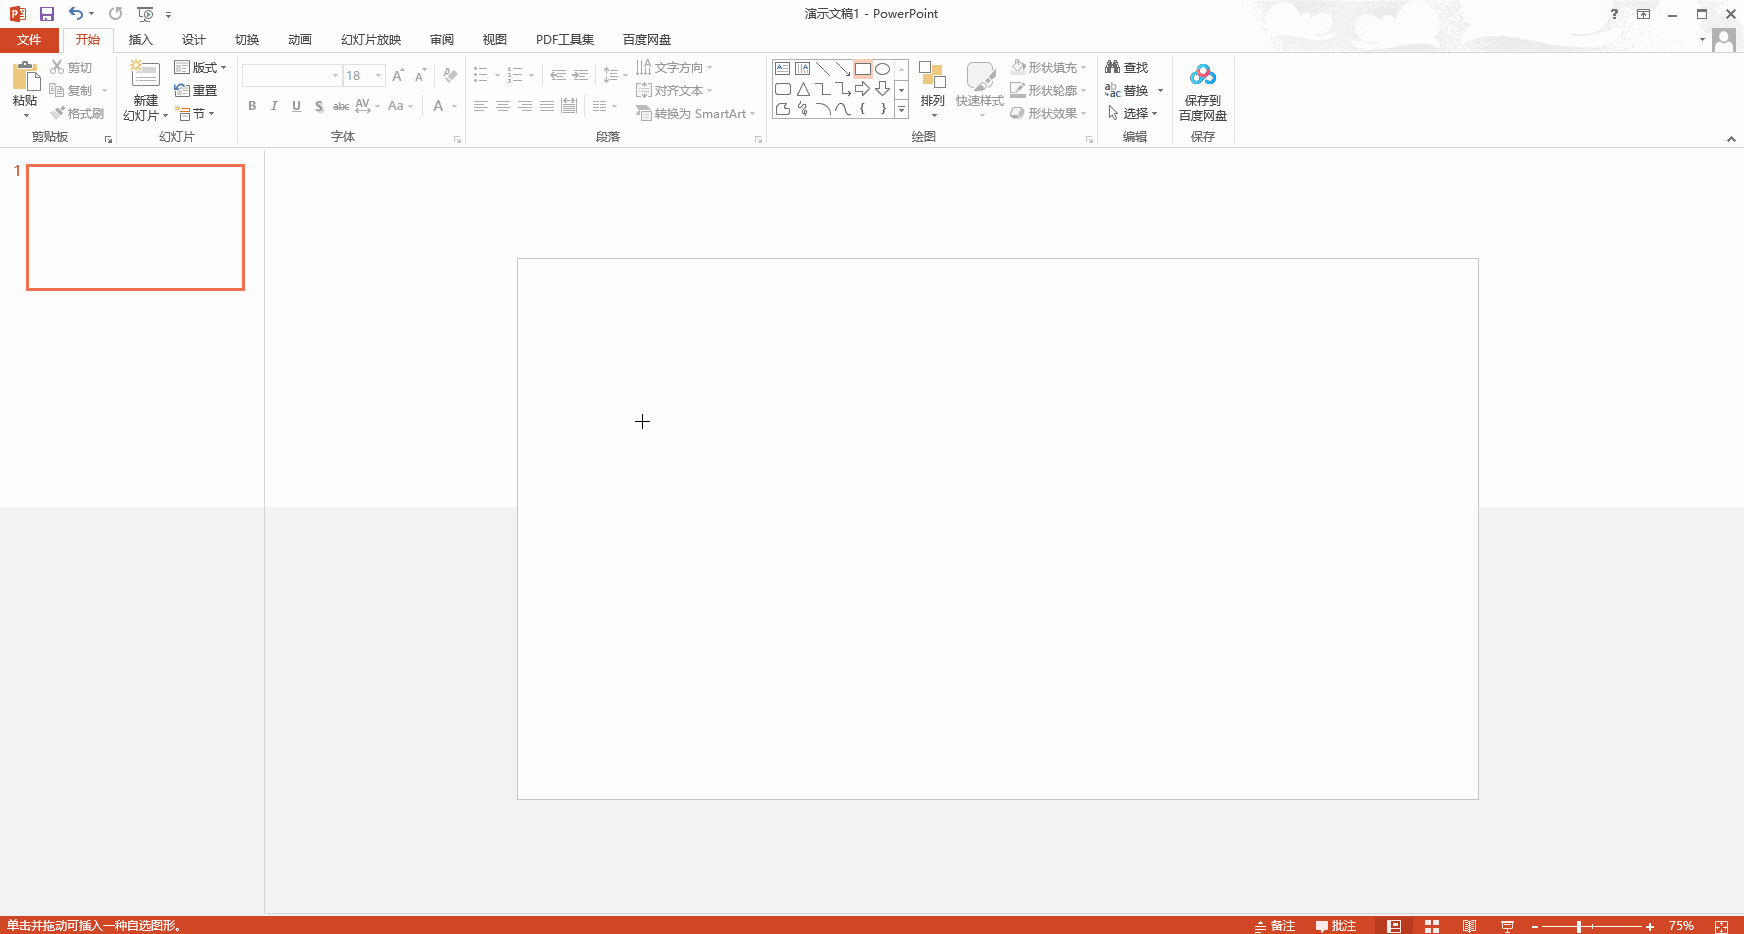 演示文稿1 - PowerPoint
文件 开始 插入 设计 切换 动画 幻灯片放映 审阅 视图 PDF工具集 百度网盘
粘贴
剪切
复制
格式刷
剪贴板
新建
幻灯片
版式
重置
节
幻灯片
18
B I U S abc AV Aa A
字体
文字方向
对齐文本
转换为 SmartArt
段落
排列
快速样式
形状填充
形状轮廓
形状效果
绘图
查找
替换
选择
编辑
保存到
百度网盘
保存
1
单击并拖动可插入一种自选图形。
备注 批注 75%